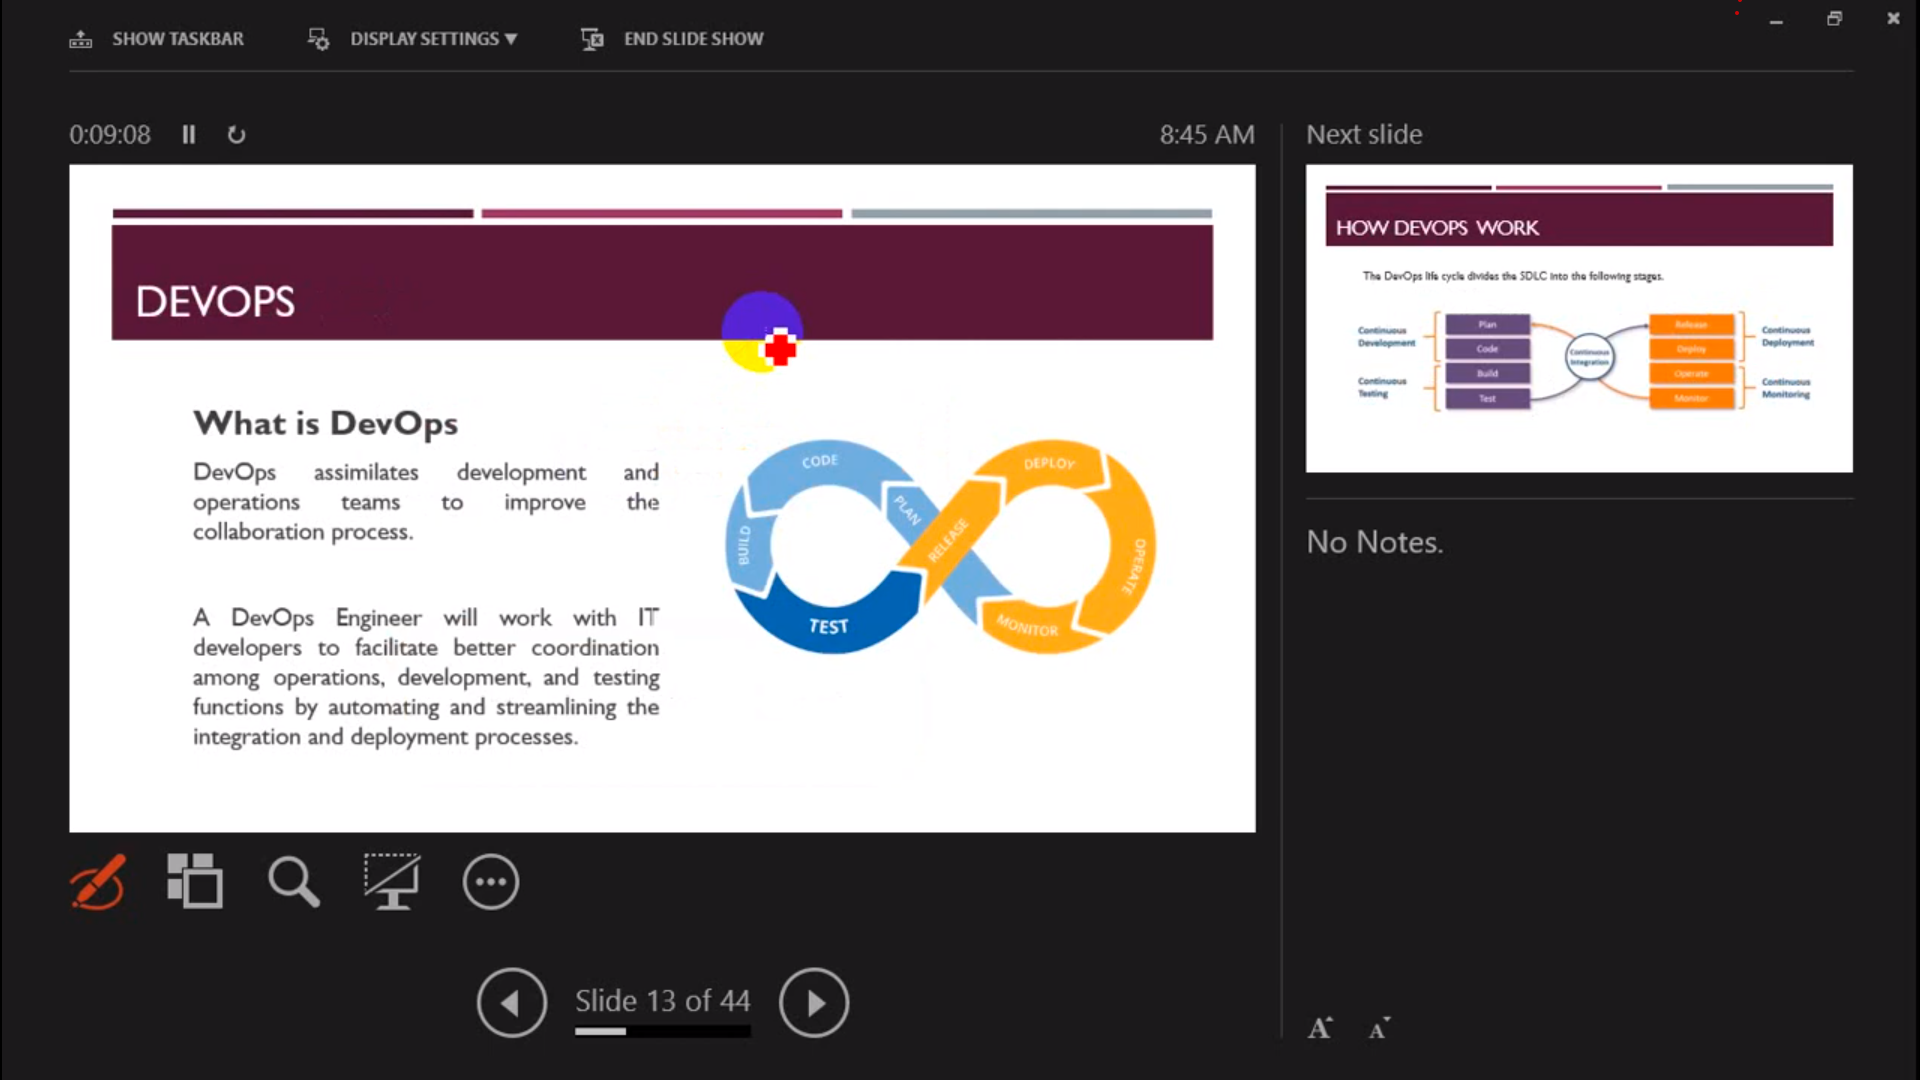 SHOW TASKBAR
DISPLAY SETTINGS ▼
END SLIDE SHOW
0:09:08
8:45 AM
Next slide
DEVOPS
What is DevOps
DevOps assimilates development and
operations teams to improve the
collaboration process.
A DevOps Engineer will work with IT
developers to facilitate better coordination
among operations, development, and testing
functions by automating and streamlining the
integration and deployment processes.
CODE
PLAN
BUILD
TEST
RELEASE
DEPLOY
OPERATE
MONITOR
HOW DEVOPS WORK
The DevOps life cycle divides the SDLC into the following stages.
Continuous
Development
Continuous
Testing
Plan
Code
Build
Test
Continuous
Integration
Release
Deploy
Operate
Monitor
Continuous
Deployment
Continuous
Monitoring
No Notes.
Slide 13 of 44
A A